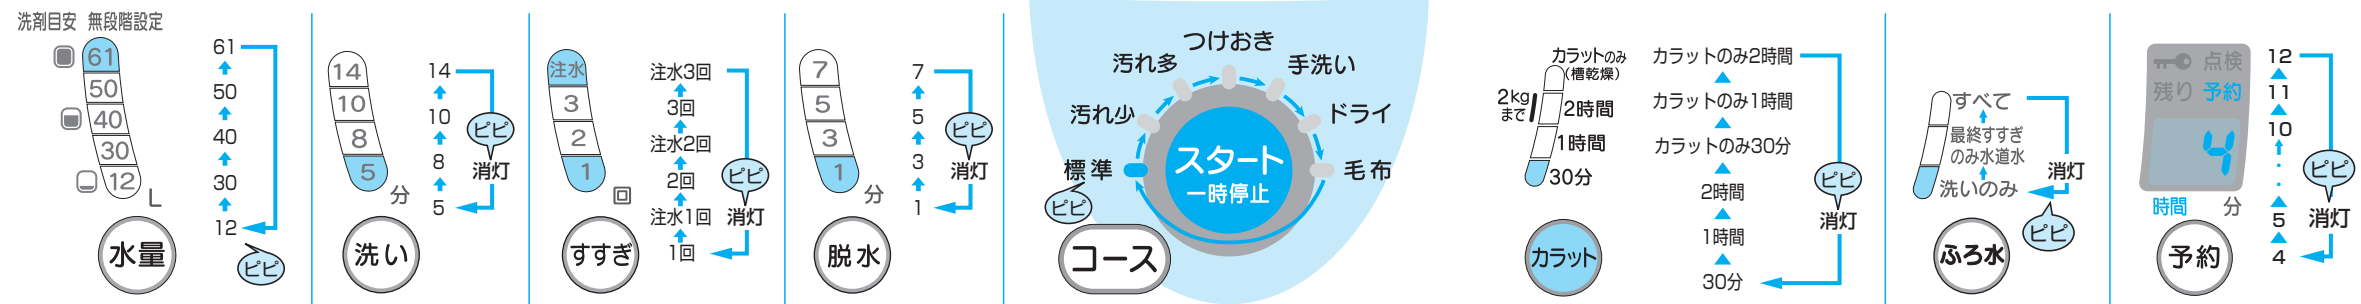 洗剤目安 無段階設定
61
50
40
30
12
L
水量
61
50
40
30
12
ピピ
14
10
8
5
分
洗い
14
10
8
5
ピピ
消灯
注水
3
2
1
回
すすぎ
注水3回
3回
注水2回
2回
注水1回
1回
ピピ
消灯
7
5
3
1
分
脱水
7
5
3
1
ピピ
消灯
つけおき
汚れ多
手洗い
汚れ少
ドライ
標準
毛布
スタート
一時停止
ピピ
コース
カラットのみ
(槽乾燥)
2kg
まで
2時間
1時間
30分
カラット
カラットのみ2時間
カラットのみ1時間
カラットのみ30分
2時間
1時間
30分
ピピ
消灯
すべて
最終すすぎ
のみ水道水
洗いのみ
消灯
ピピ
ふろ水
点検
残り 予約
4
時間 分
予約
12
11
10
5
4
ピピ
消灯